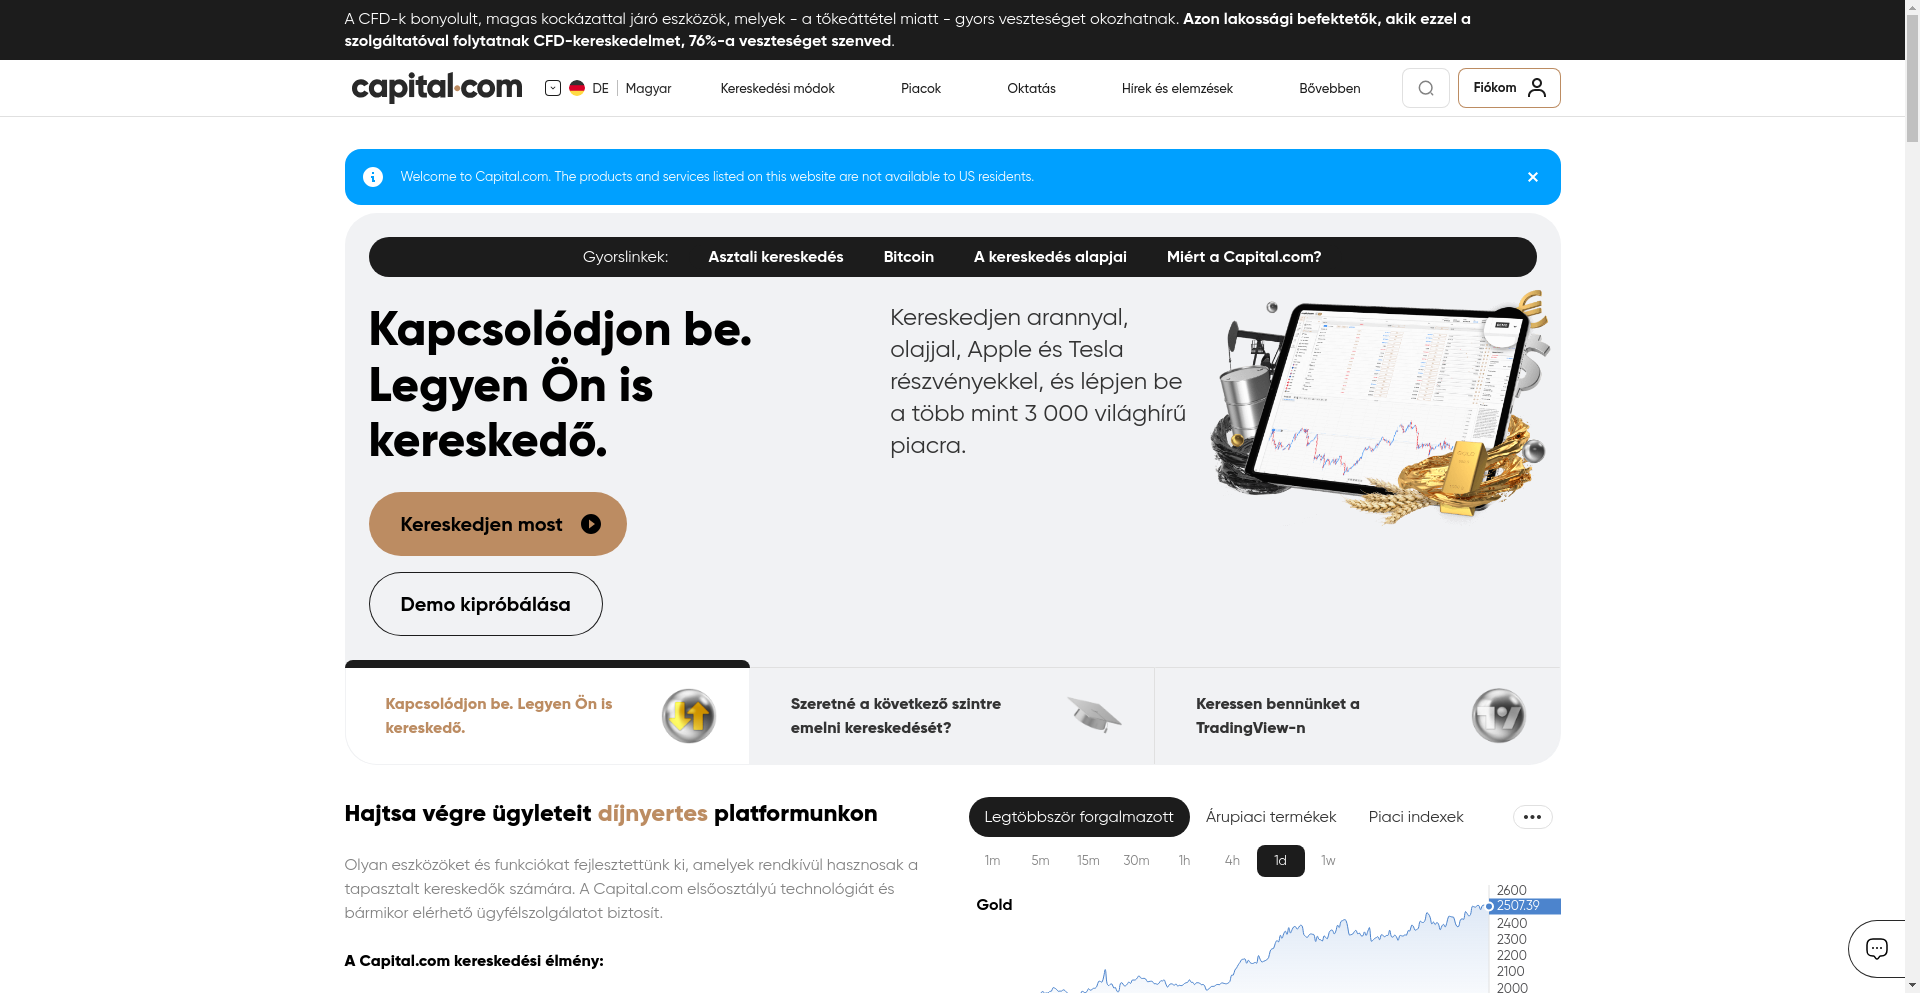 A CFD-k bonyolult, magas kockázattal járó eszközök, melyek - a tőkeáttétel miatt - gyors veszteséget okozhatnak. Azon lakossági befektetők, akik ezzel a
szolgáltatóval folytatnak CFD-kereskedelmet, 76%-a veszteséget szenved.
capital.com
DE Magyar
Kereskedési módok
Piacok
Oktatás
Hírek és elemzések
Bővebben
Fiókom
Welcome to Capital.com. The products and services listed on this website are not available to US residents.
Gyorslinkek:
Asztali kereskedés
Bitcoin
A kereskedés alapjai
Miért a Capital.com?
Kapcsolódjon be.
Legyen Ön is
kereskedő.
Kereskedjen arannyal,
olajjal, Apple és Tesla
részvényekkel, és lépjen be
a több mint 3 000 világhírű
piacra.
Kereskedjen most
Demo kipróbálása
Kapcsolódjon be. Legyen Ön is
kereskedő.
Szeretné a következő szintre
emelni kereskedését?
Keressen bennünket a
TradingView-n
Hajtsa végre ügyleteit díjnyertes platformunkon
Olyan eszközöket és funkciókat fejlesztettünk ki, amelyek rendkívül hasznosak a
tapasztalt kereskedők számára. A Capital.com elsőosztályú technológiát és
bármikor elérhető ügyfélszolgálatot biztosít.
A Capital.com kereskedési élmény:
Legtöbbször forgalmazott
Árupiaci termékek
Piaci indexek
1m
5m
15m
30m
1h
4h
1d
1w
Gold
2600
2507.39
2400
2300
2200
2100
2000